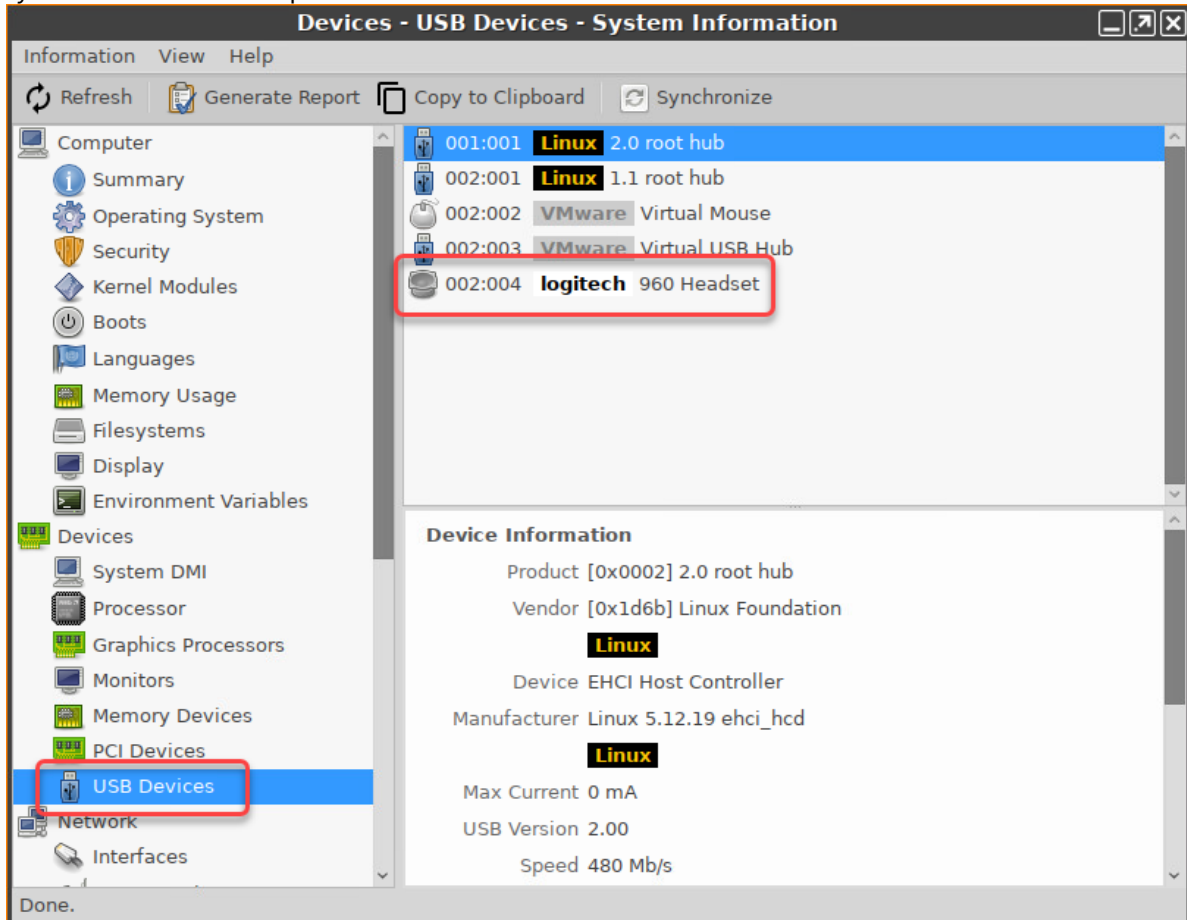 Devices - USB Devices - System Information
Information View Help
Refresh Generate Report Copy to Clipboard Synchronize
Computer
Summary
Operating System
Security
Kernel Modules
Boots
Languages
Memory Usage
Filesystems
Display
Environment Variables
Devices
System DMI
Processor
Graphics Processors
Monitors
Memory Devices
PCI Devices
USB Devices
Network
Interfaces
001:001 Linux 2.0 root hub
002:001 Linux 1.1 root hub
002:002 VMware Virtual Mouse
002:003 VMware Virtual USB Hub
002:004 logitech 960 Headset
Device Information
Product [0x0002] 2.0 root hub
Vendor [0x1d6b] Linux Foundation
Linux
Device EHCI Host Controller
Manufacturer Linux 5.12.19 ehci_hcd
Linux
Max Current 0 mA
USB Version 2.00
Speed 480 Mb/s
Done.